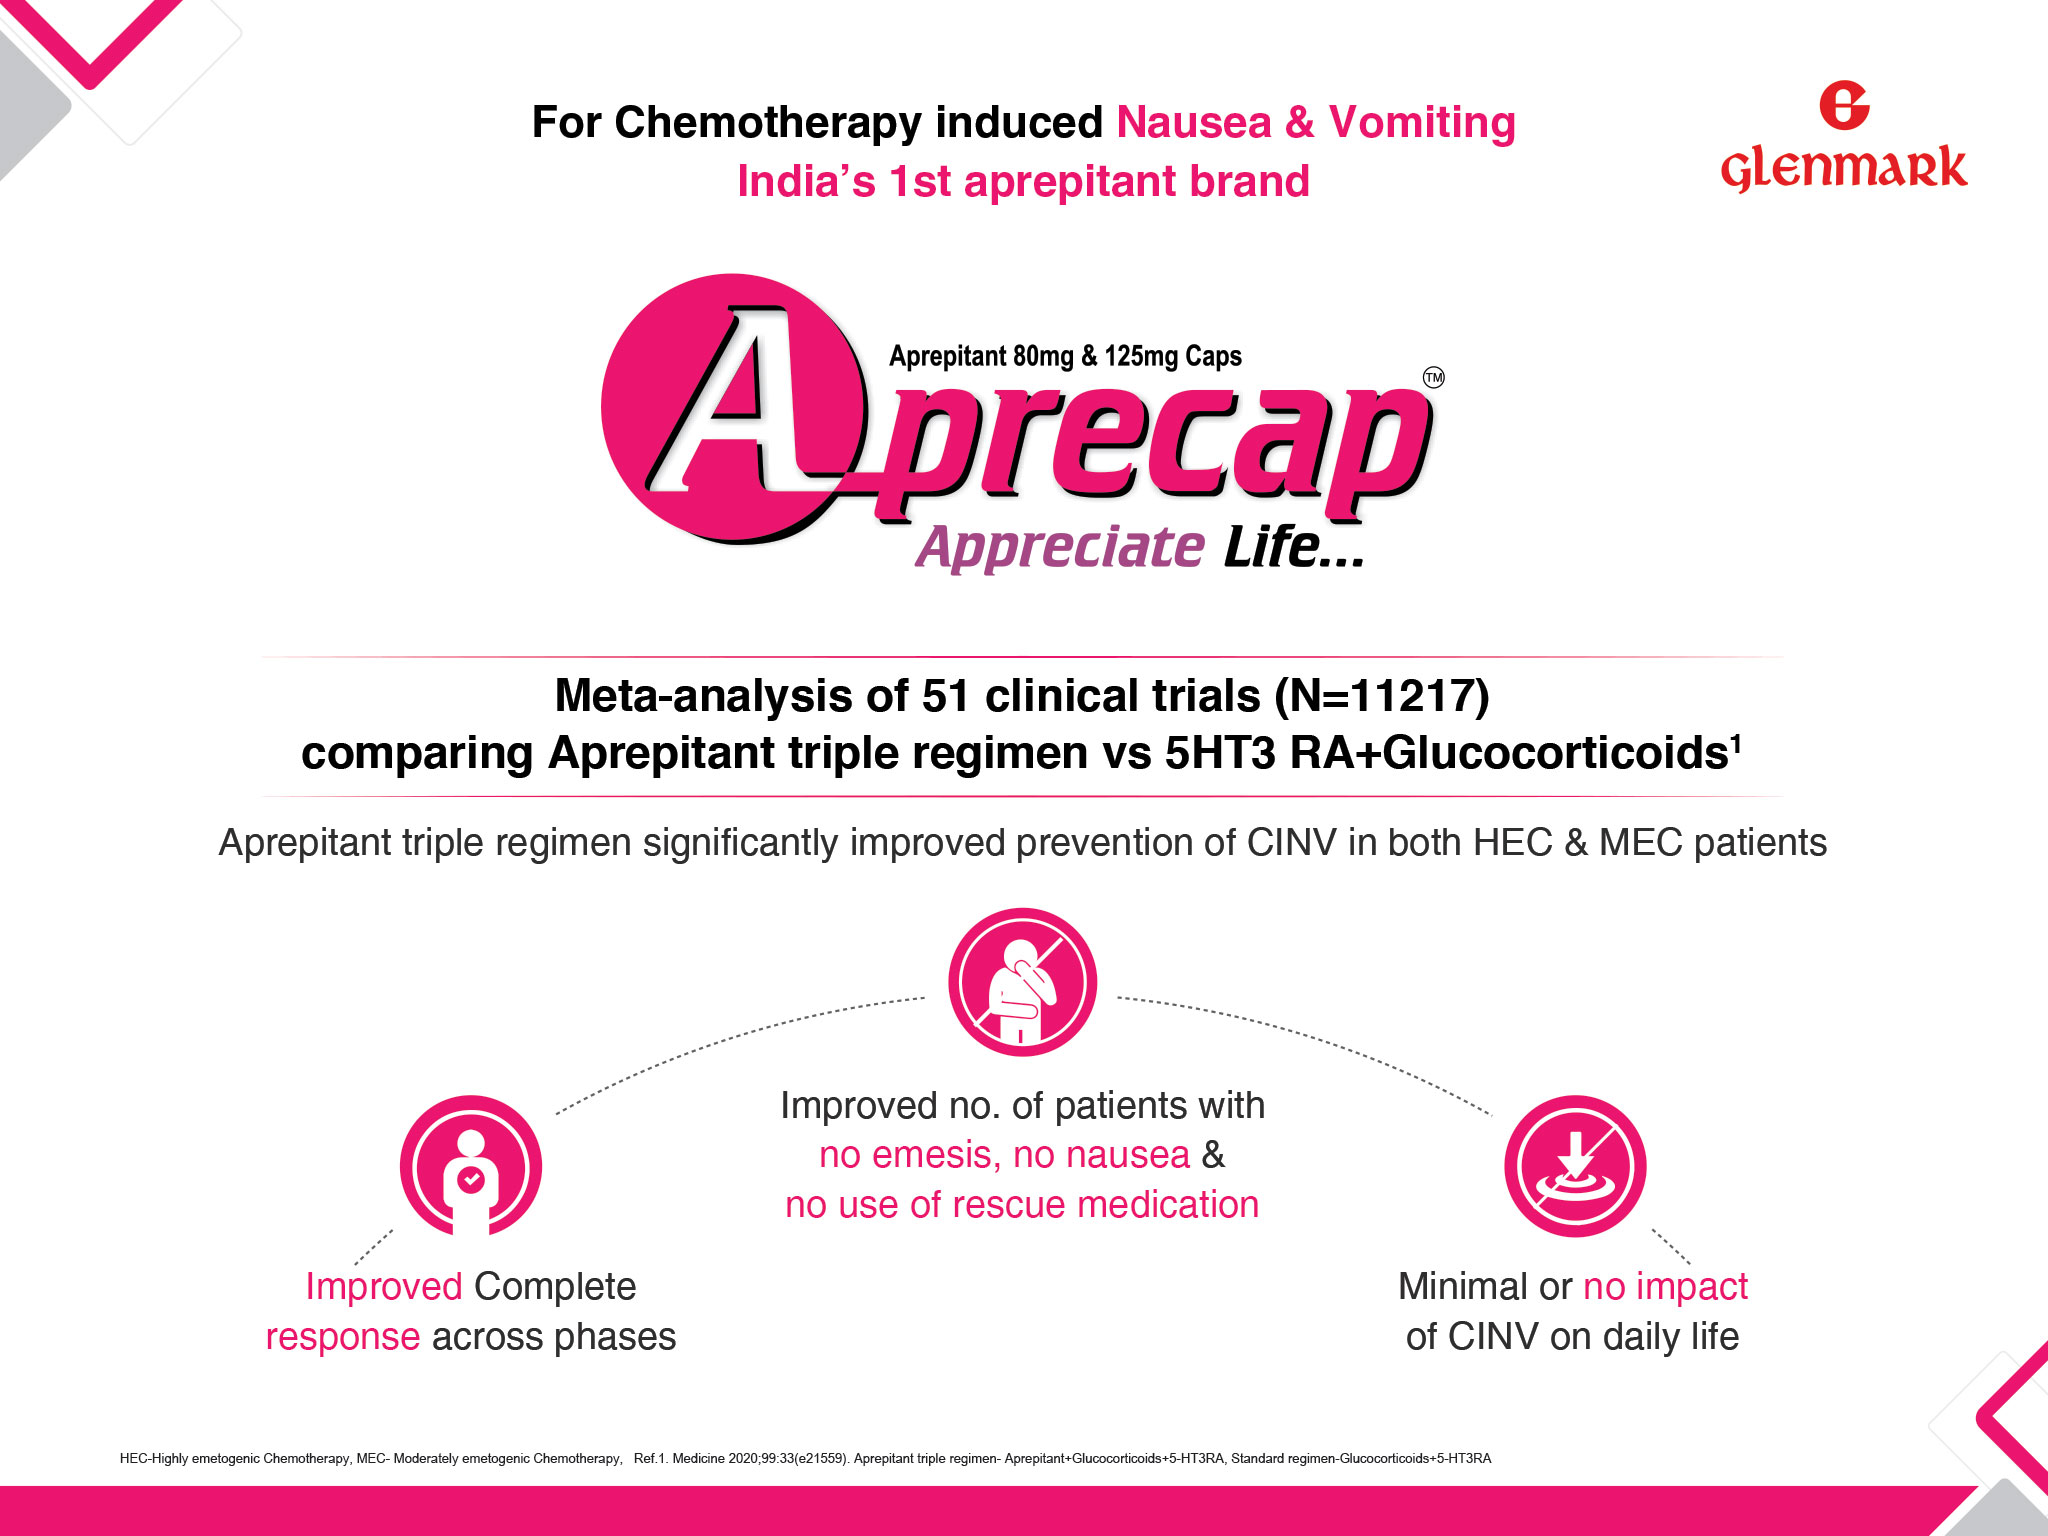 For Chemotherapy induced Nausea & Vomiting
India’s 1st aprepitant brand
GLENMARK
Aprepitant 80mg & 125mg Caps
Aprecap TM
Appreciate Life...
Meta-analysis of 51 clinical trials (N=11217)
comparing Aprepitant triple regimen vs 5HT3 RA+Glucocorticoids¹
Aprepitant triple regimen significantly improved prevention of CINV in both HEC & MEC patients
Improved no. of patients with
no emesis, no nausea &
no use of rescue medication
Improved Complete
response across phases
Minimal or no impact
of CINV on daily life
HEC-Highly emetogenic Chemotherapy, MEC- Moderately emetogenic Chemotherapy, Ref.1. Medicine 2020;99:33(e21559). Aprepitant triple regimen- Aprepitant+Glucocorticoids+5-HT3RA, Standard regimen-Glucocorticoids+5-HT3RA